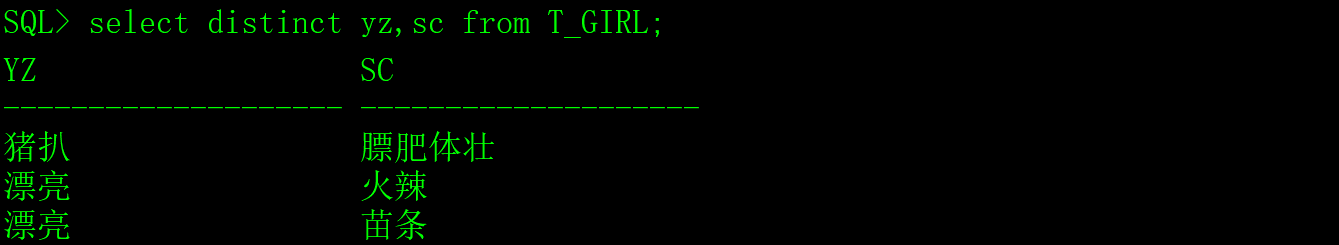 SQL> select distinct yz,sc from T_GIRL;
YZ SC
-------------------- --------------------
猪扒 膘肥体壮
漂亮 火辣
漂亮 苗条